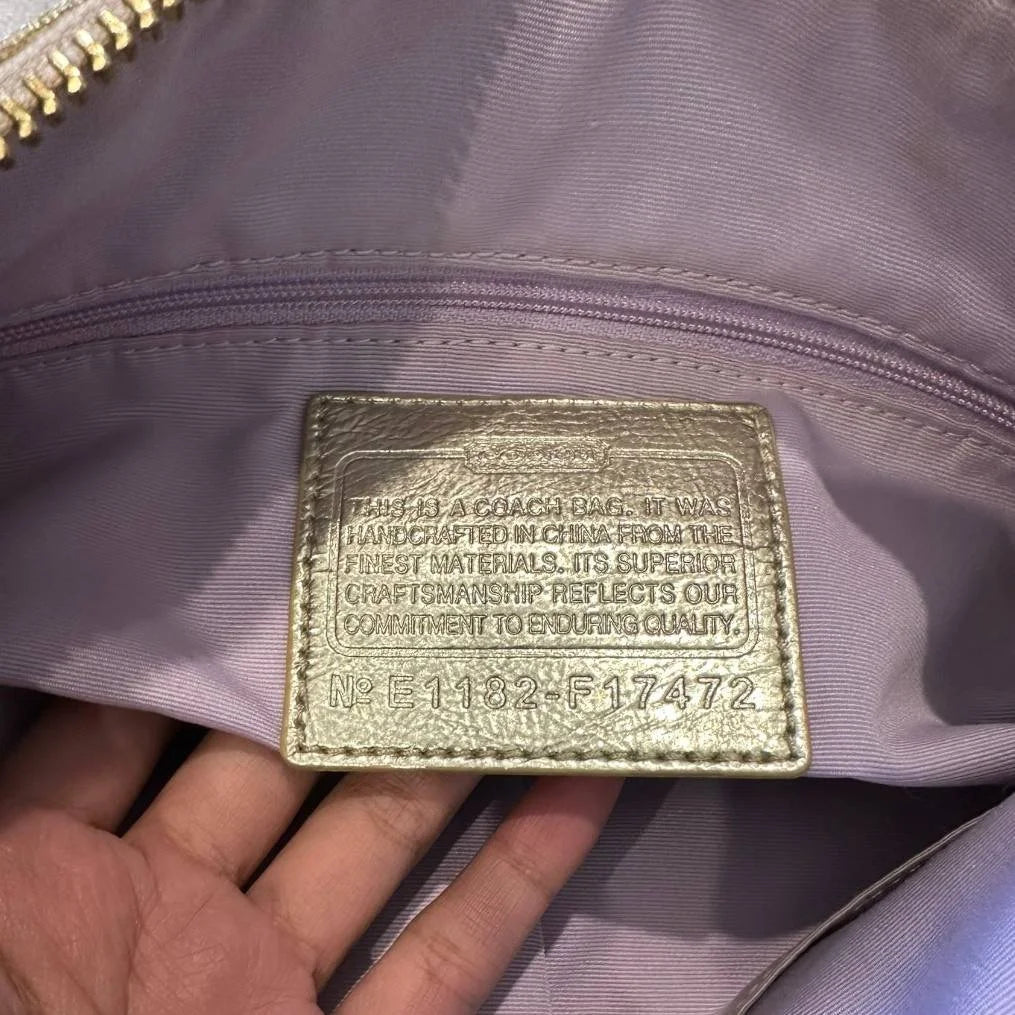 COACH
THIS IS A COACH BAG. IT WAS
HANDCRAFTED IN CHINA FROM THE
FINEST MATERIALS. ITS SUPERIOR
CRAFTSMANSHIP REFLECTS OUR
COMMITMENT TO ENDURING QUALITY.
Nº E1182-F17472